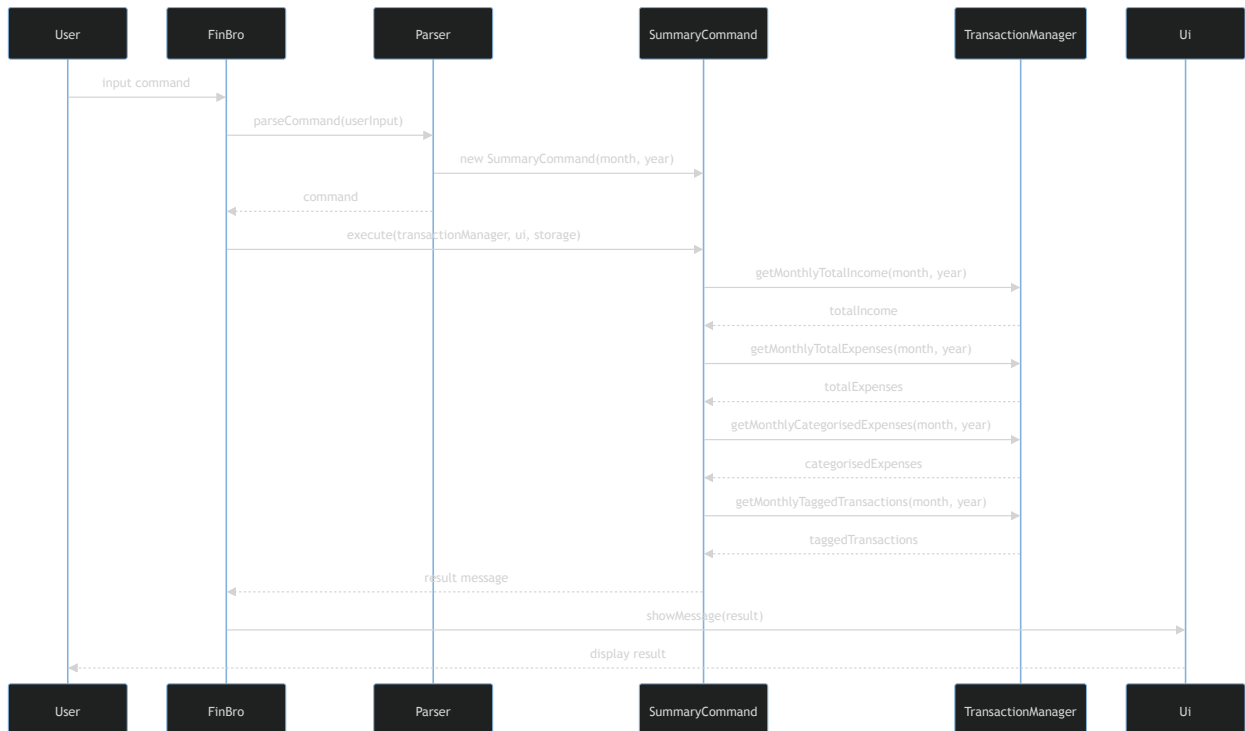 User
FinBro
Parser
SummaryCommand
TransactionManager
Ui
input command
parseCommand(userInput)
new SummaryCommand(month, year)
command
execute(transactionManager, ui, storage)
getMonthlyTotalIncome(month, year)
totalIncome
getMonthlyTotalExpenses(month, year)
totalExpenses
getMonthlyCategorisedExpenses(month, year)
categorisedExpenses
getMonthlyTaggedTransactions(month, year)
taggedTransactions
result message
showMessage(result)
display result
User
FinBro
Parser
SummaryCommand
TransactionManager
Ui